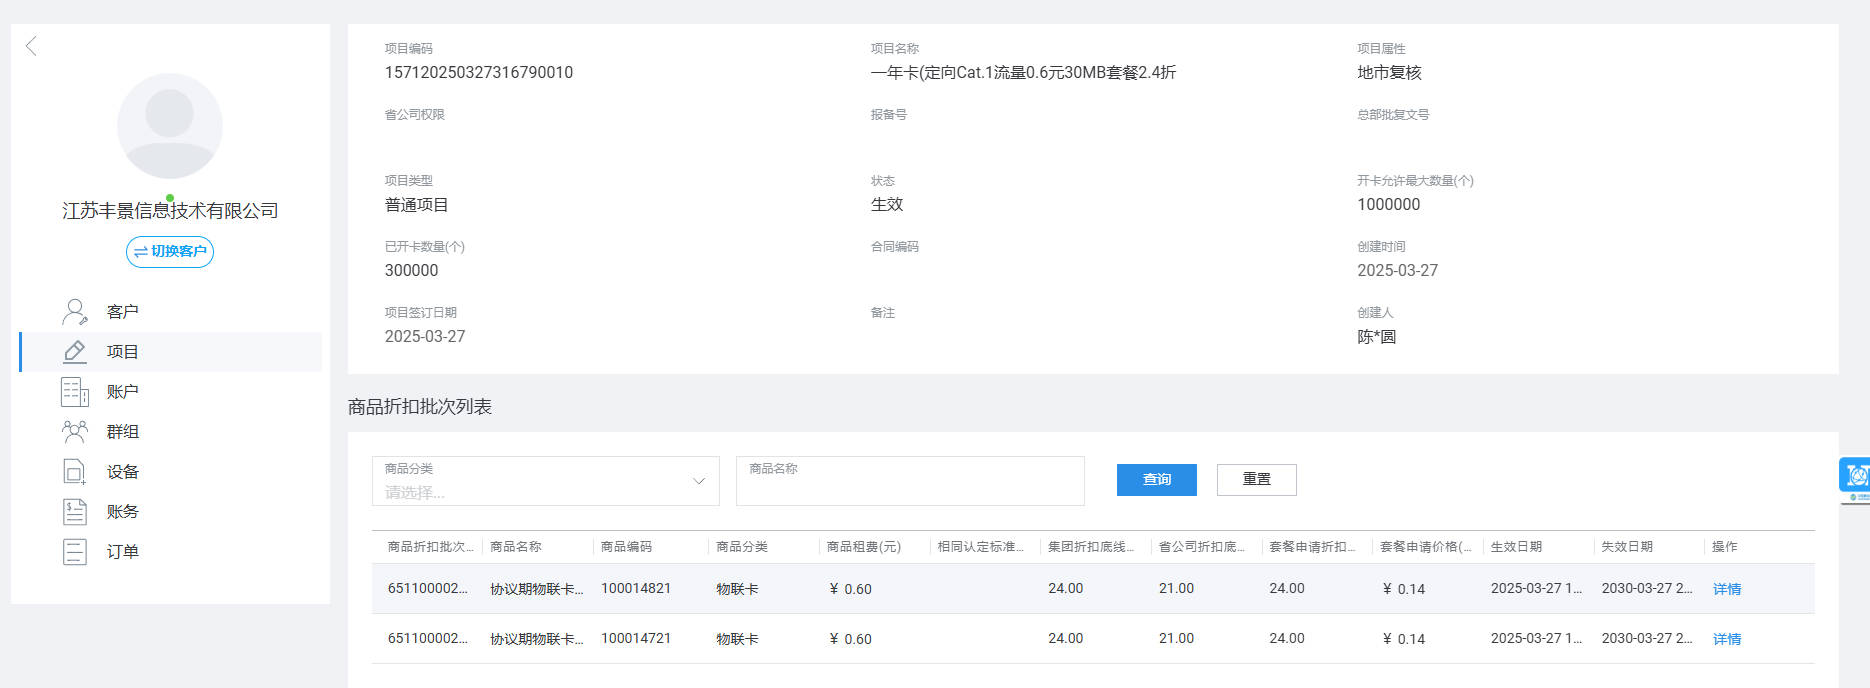 江苏丰景信息技术有限公司
切换客户
客户
项目
账户
群组
设备
账务
订单
项目编码
157120250327316790010
项目名称
一年卡(定向Cat.1流量0.6元30MB套餐2.4折
项目属性
地市复核
省公司权限
报备号
总部批复文号
项目类型
普通项目
状态
生效
开卡允许最大数量(个)
1000000
已开卡数量(个)
300000
合同编码
创建时间
2025-03-27
项目签订日期
2025-03-27
备注
创建人
陈*圆
商品折扣批次列表
商品分类
请选择...
商品名称
查询
重置
商品折扣批次... 商品名称 商品编码 商品分类 商品租费(元) 相同认定标准... 集团折扣底线... 省公司折扣底... 套餐申请折扣... 套餐申请价格(... 生效日期 失效日期 操作
651100002... 协议期物联卡... 100014821 物联卡 ¥ 0.60 24.00 21.00 24.00 ¥ 0.14 2025-03-27 1... 2030-03-27 2... 详情
651100002... 协议期物联卡... 100014721 物联卡 ¥ 0.60 24.00 21.00 24.00 ¥ 0.14 2025-03-27 1... 2030-03-27 2... 详情